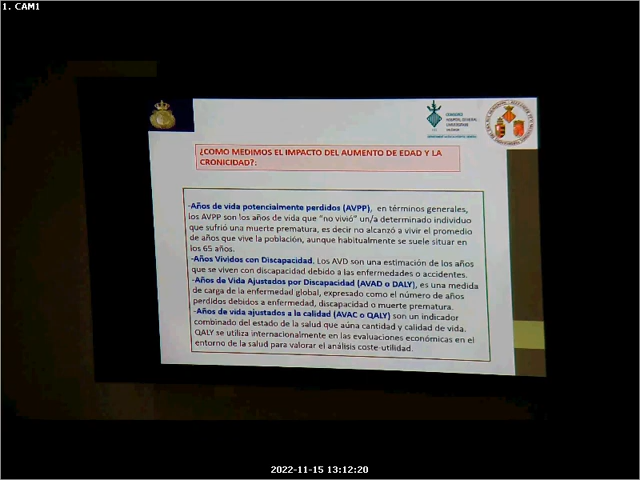 1. CAM1
CONSORCI
HOSPITAL GENERAL
UNIVERSITARI
VALÈNCIA
¿COMO MEDIMOS EL IMPACTO DEL AUMENTO DE EDAD Y LA
CRONICIDAD?:
-Años de vida potencialmente perdidos (AVPP), en términos generales,
los AVPP son los años de vida que "no vivió" un/a determinado individuo
que sufrió una muerte prematura, es decir no alcanzó a vivir el promedio
de años que vive la población, aunque habitualmente se suele situar en
los 65 años.
-Años Vividos con Discapacidad. Los AVD son una estimación de los años
que se viven con discapacidad debido a las enfermedades o accidentes.
-Años de Vida Ajustados por Discapacidad (AVAD o DALY), es una medida
de carga de la enfermedad global, expresado como el número de años
perdidos debidos a enfermedad, discapacidad o muerte prematura.
-Años de vida ajustados a la calidad (AVAC o QALY) son un indicador
combinado del estado de la salud que aúna cantidad y calidad de vida.
QALY se utiliza internacionalmente en las evaluaciones económicas en el
entorno de la salud para valorar el análisis coste-utilidad.
2022-11-15 13:12:20